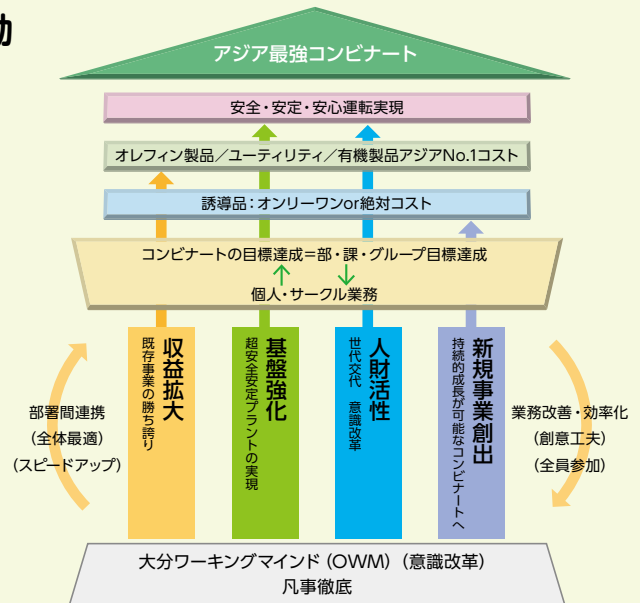 動
アジア最強コンビナート
安全・安定・安心運転実現
オレフィン製品／ユーティリティ／有機製品アジアNo.1コスト
誘導品：オンリーワンor絶対コスト
コンビナートの目標達成＝部・課・グループ目標達成
個人・サークル業務
収益拡大
既存事業の勝ち誇り
基盤強化
超安全安定プラントの実現
人財活性
世代交代　意識改革
新規事業創出
持続的成長が可能なコンビナートへ
部署間連携
(全体最適)
(スピードアップ)
業務改善・効率化
(創意工夫)
(全員参加)
大分ワーキングマインド（OWM）（意識改革）
凡事徹底